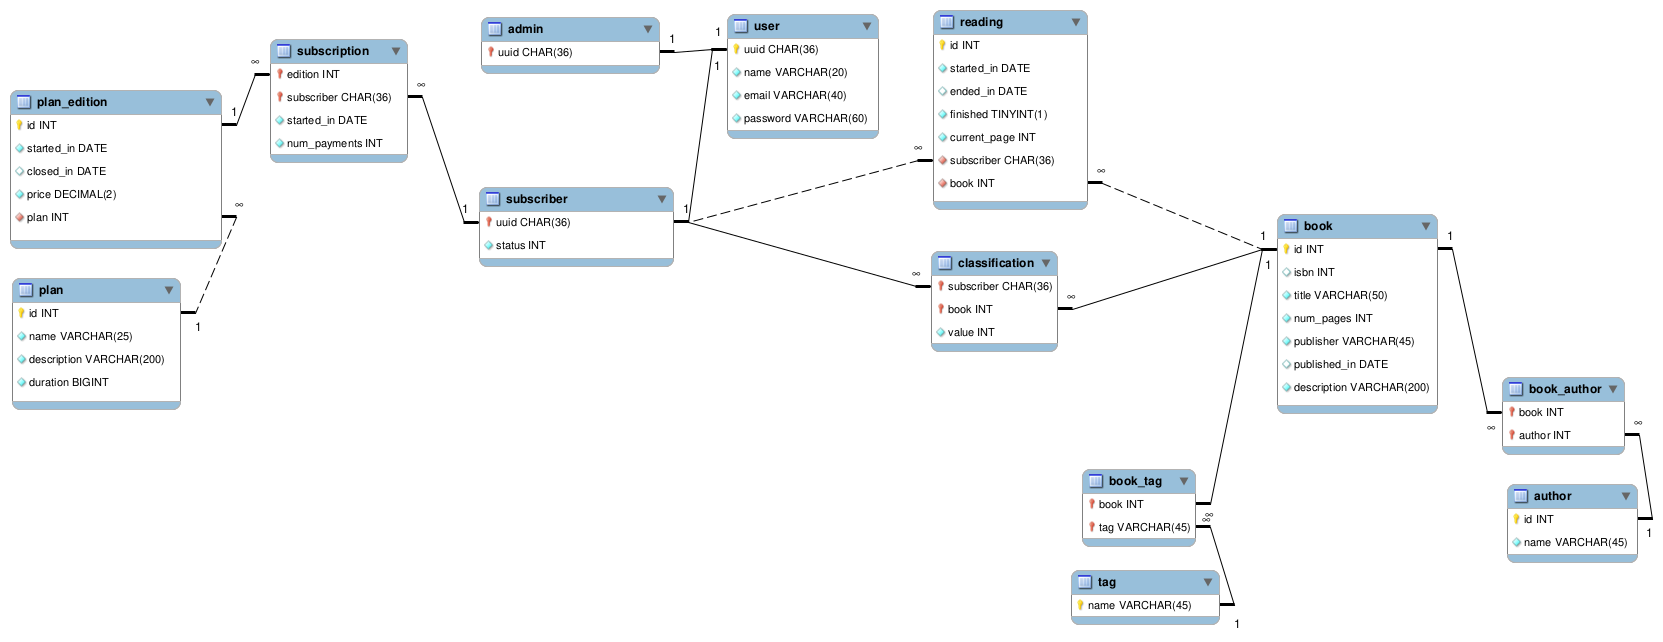 plan_edition
id INT
started_in DATE
closed_in DATE
price DECIMAL(2)
plan INT
1
∞
plan
id INT
name VARCHAR(25)
description VARCHAR(200)
duration BIGINT
1
subscription
edition INT
subscriber CHAR(36)
started_in DATE
num_payments INT
∞
∞
admin
uuid CHAR(36)
1
user
uuid CHAR(36)
name VARCHAR(20)
email VARCHAR(40)
password VARCHAR(60)
1
1
subscriber
uuid CHAR(36)
status INT
1
1
reading
id INT
started_in DATE
ended_in DATE
finished TINYINT(1)
current_page INT
subscriber CHAR(36)
book INT
∞
∞
classification
subscriber CHAR(36)
book INT
value INT
∞
∞
book
id INT
isbn INT
title VARCHAR(50)
num_pages INT
publisher VARCHAR(45)
published_in DATE
description VARCHAR(200)
1
1
1
book_author
book INT
author INT
∞
∞
author
id INT
name VARCHAR(45)
1
book_tag
book INT
tag VARCHAR(45)
∞
∞
tag
name VARCHAR(45)
1